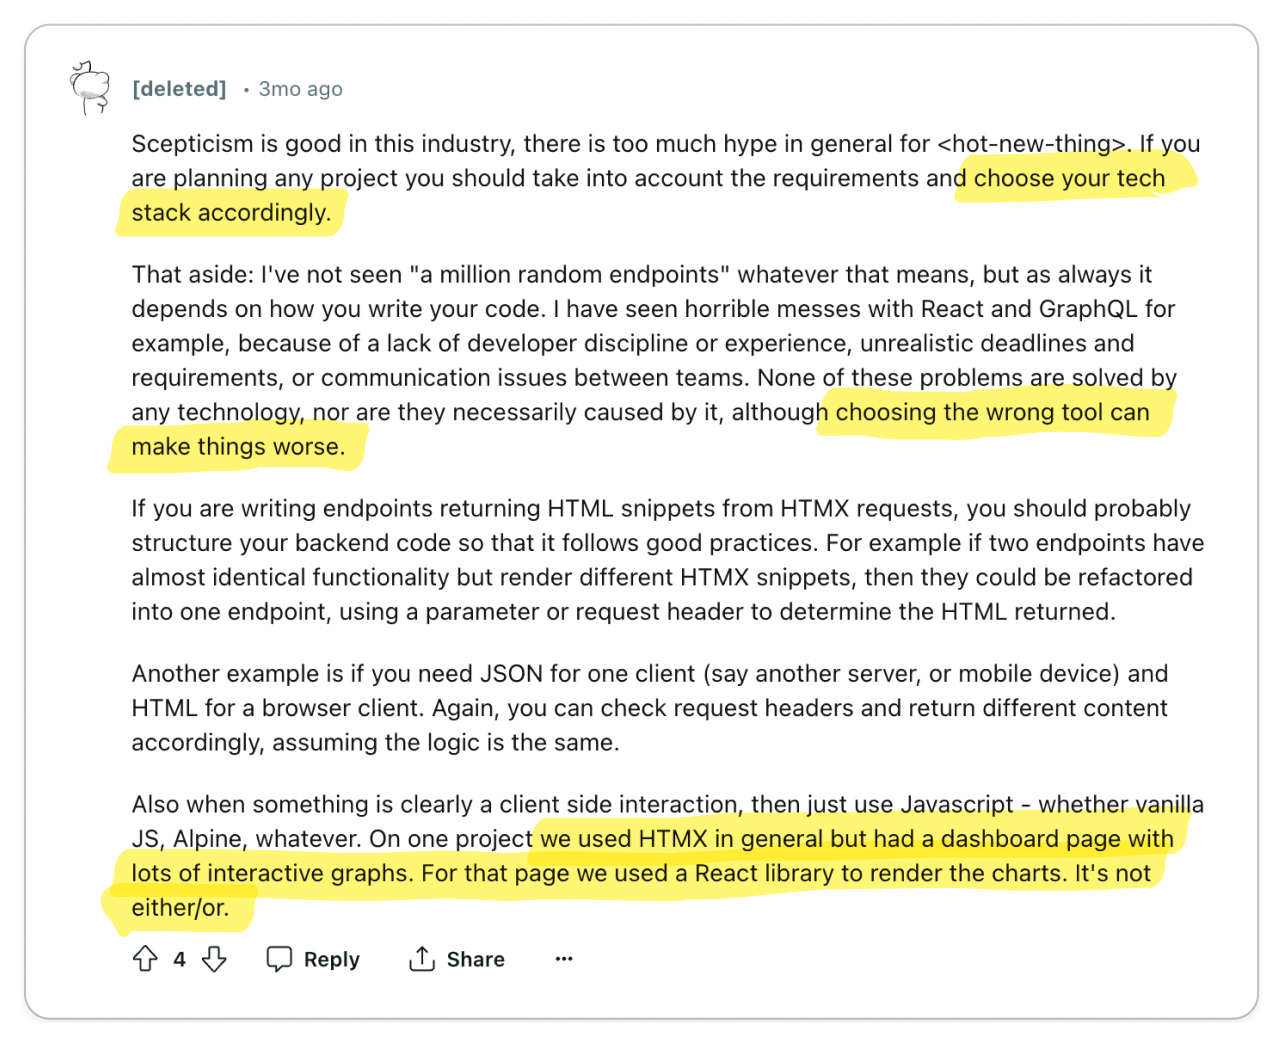 [deleted] • 3mo ago
Scepticism is good in this industry, there is too much hype in general for <hot-new-thing>. If you
are planning any project you should take into account the requirements and choose your tech
stack accordingly.
That aside: I've not seen "a million random endpoints" whatever that means, but as always it
depends on how you write your code. I have seen horrible messes with React and GraphQL for
example, because of a lack of developer discipline or experience, unrealistic deadlines and
requirements, or communication issues between teams. None of these problems are solved by
any technology, nor are they necessarily caused by it, although choosing the wrong tool can
make things worse.
If you are writing endpoints returning HTML snippets from HTMX requests, you should probably
structure your backend code so that it follows good practices. For example if two endpoints have
almost identical functionality but render different HTMX snippets, then they could be refactored
into one endpoint, using a parameter or request header to determine the HTML returned.
Another example is if you need JSON for one client (say another server, or mobile device) and
HTML for a browser client. Again, you can check request headers and return different content
accordingly, assuming the logic is the same.
Also when something is clearly a client side interaction, then just use Javascript - whether vanilla
JS, Alpine, whatever. On one project we used HTMX in general but had a dashboard page with
lots of interactive graphs. For that page we used a React library to render the charts. It's not
either/or.
4 Reply Share ...